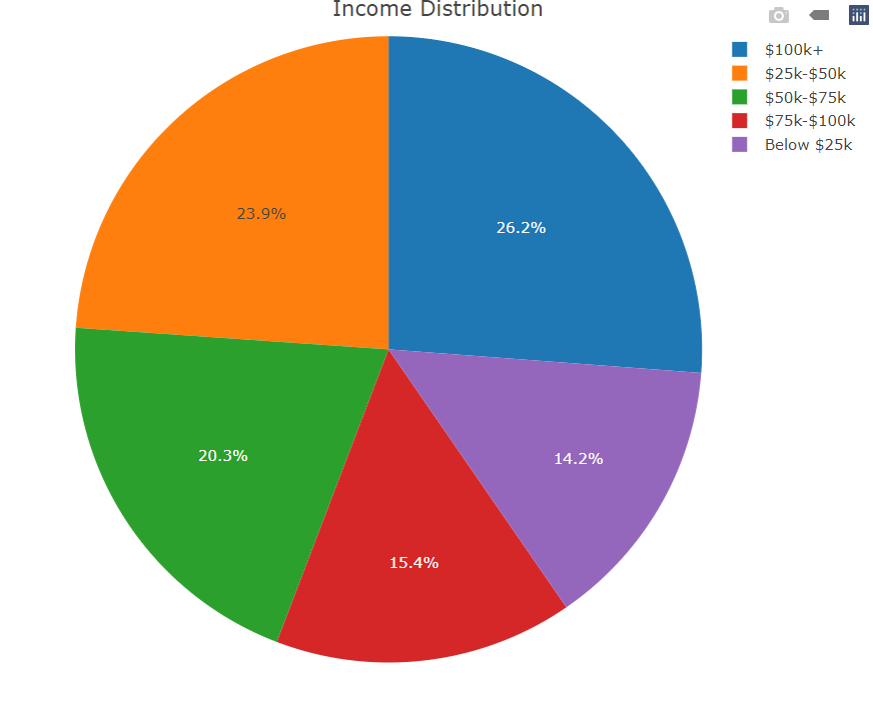 Income Distribution
$100k+
$25k-$50k
$50k-$75k
$75k-$100k
Below $25k
23.9%
26.2%
20.3%
14.2%
15.4%